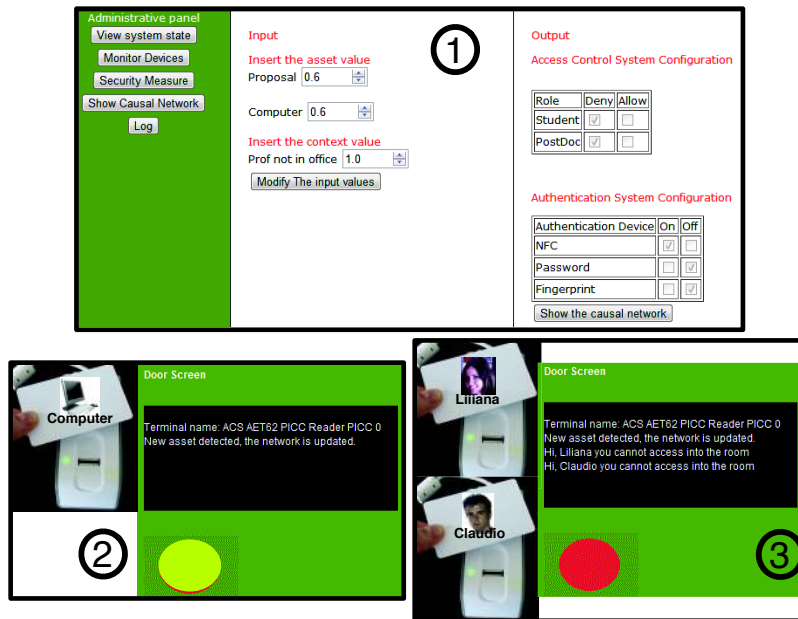 Administrative panel
View system state
Monitor Devices
Security Measure
Show Causal Network
Log
Input
Insert the asset value
Proposal 0.6
Computer 0.6
Insert the context value
Prof not in office 1.0
Modify The input values
1
Output
Access Control System Configuration
Role Deny Allow
Student
PostDoc
Authentication System Configuration
Authentication Device On Off
NFC
Password
Fingerprint
Show the causal network
Computer
Door Screen
Terminal name: ACS AET62 PICC Reader PICC 0
New asset detected, the network is updated.
2
Liliana
Claudio
Door Screen
Terminal name: ACS AET62 PICC Reader PICC 0
New asset detected, the network is updated.
Hi, Liliana you cannot access into the room
Hi, Claudio you cannot access into the room
3